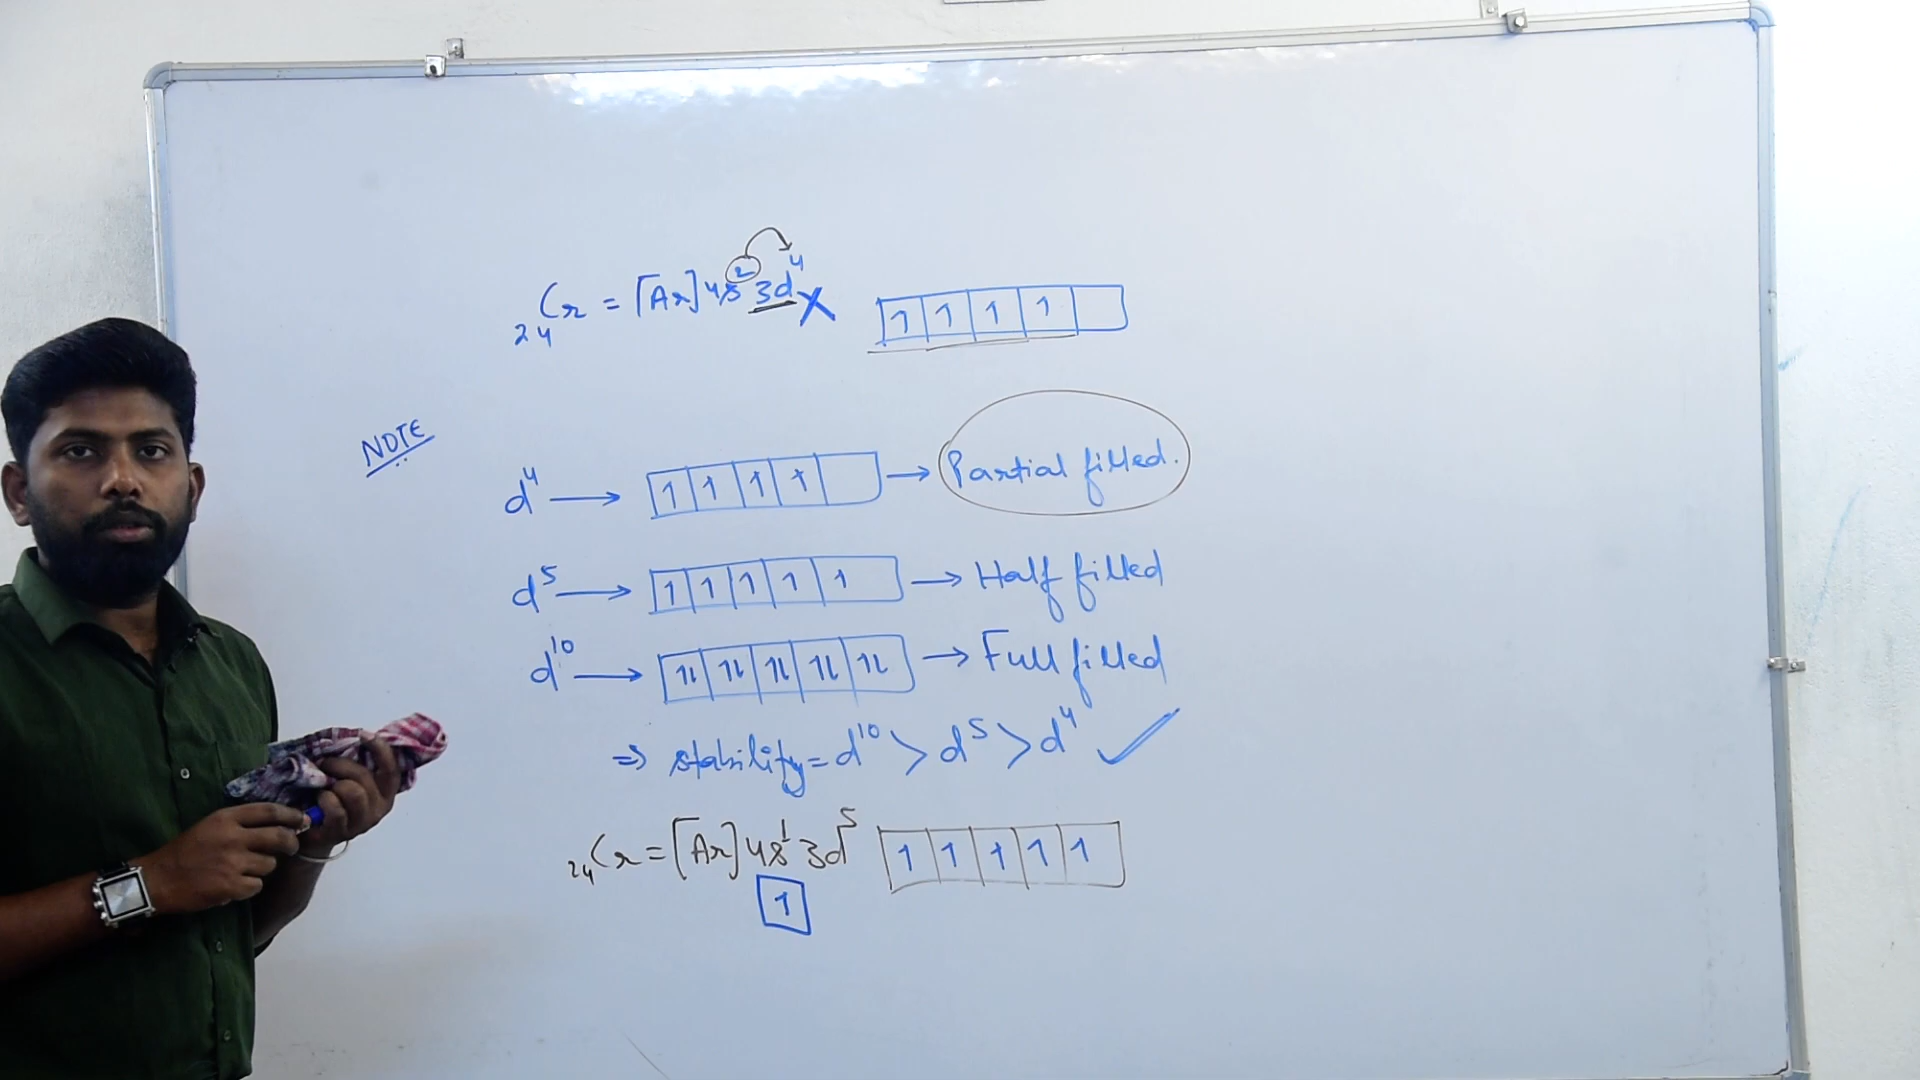 ₂₄Cr = [Ar] 4s² 3d⁴ X 1 1 1 1
NOTE
d⁴ → 1 1 1 1 → Partial filled.
d⁵ → 1 1 1 1 1 → Half filled
d¹⁰ → 1l 1l 1l 1l 1l → Full filled
⇒ stability = d¹⁰ > d⁵ > d⁴ ✓
₂₄Cr = [Ar] 4s¹ 3d⁵ 1 1 1 1 1
1